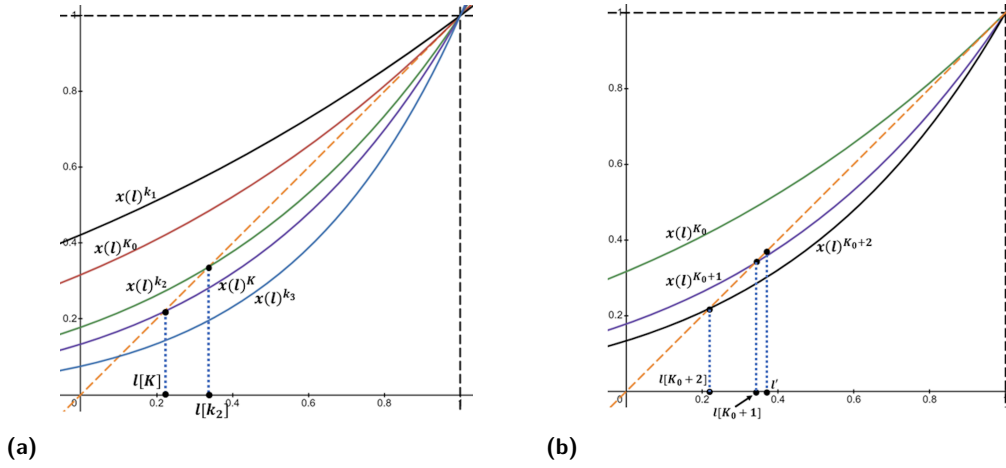 1
0.8
0.6
0.4
0.2
0
0.2
0.4
0.6
0.8
x(l)^{k_1}
x(l)^{K_0}
x(l)^{k_2}
x(l)^K
x(l)^{k_3}
l[K]
l[k_2]
(a)
1
0.8
0.6
0.4
0.2
0
0.2
0.4
0.6
0.8
x(l)^{K_0}
x(l)^{K_0+1}
x(l)^{K_0+2}
l[K_0+2]
l[K_0+1]
l'
(b)